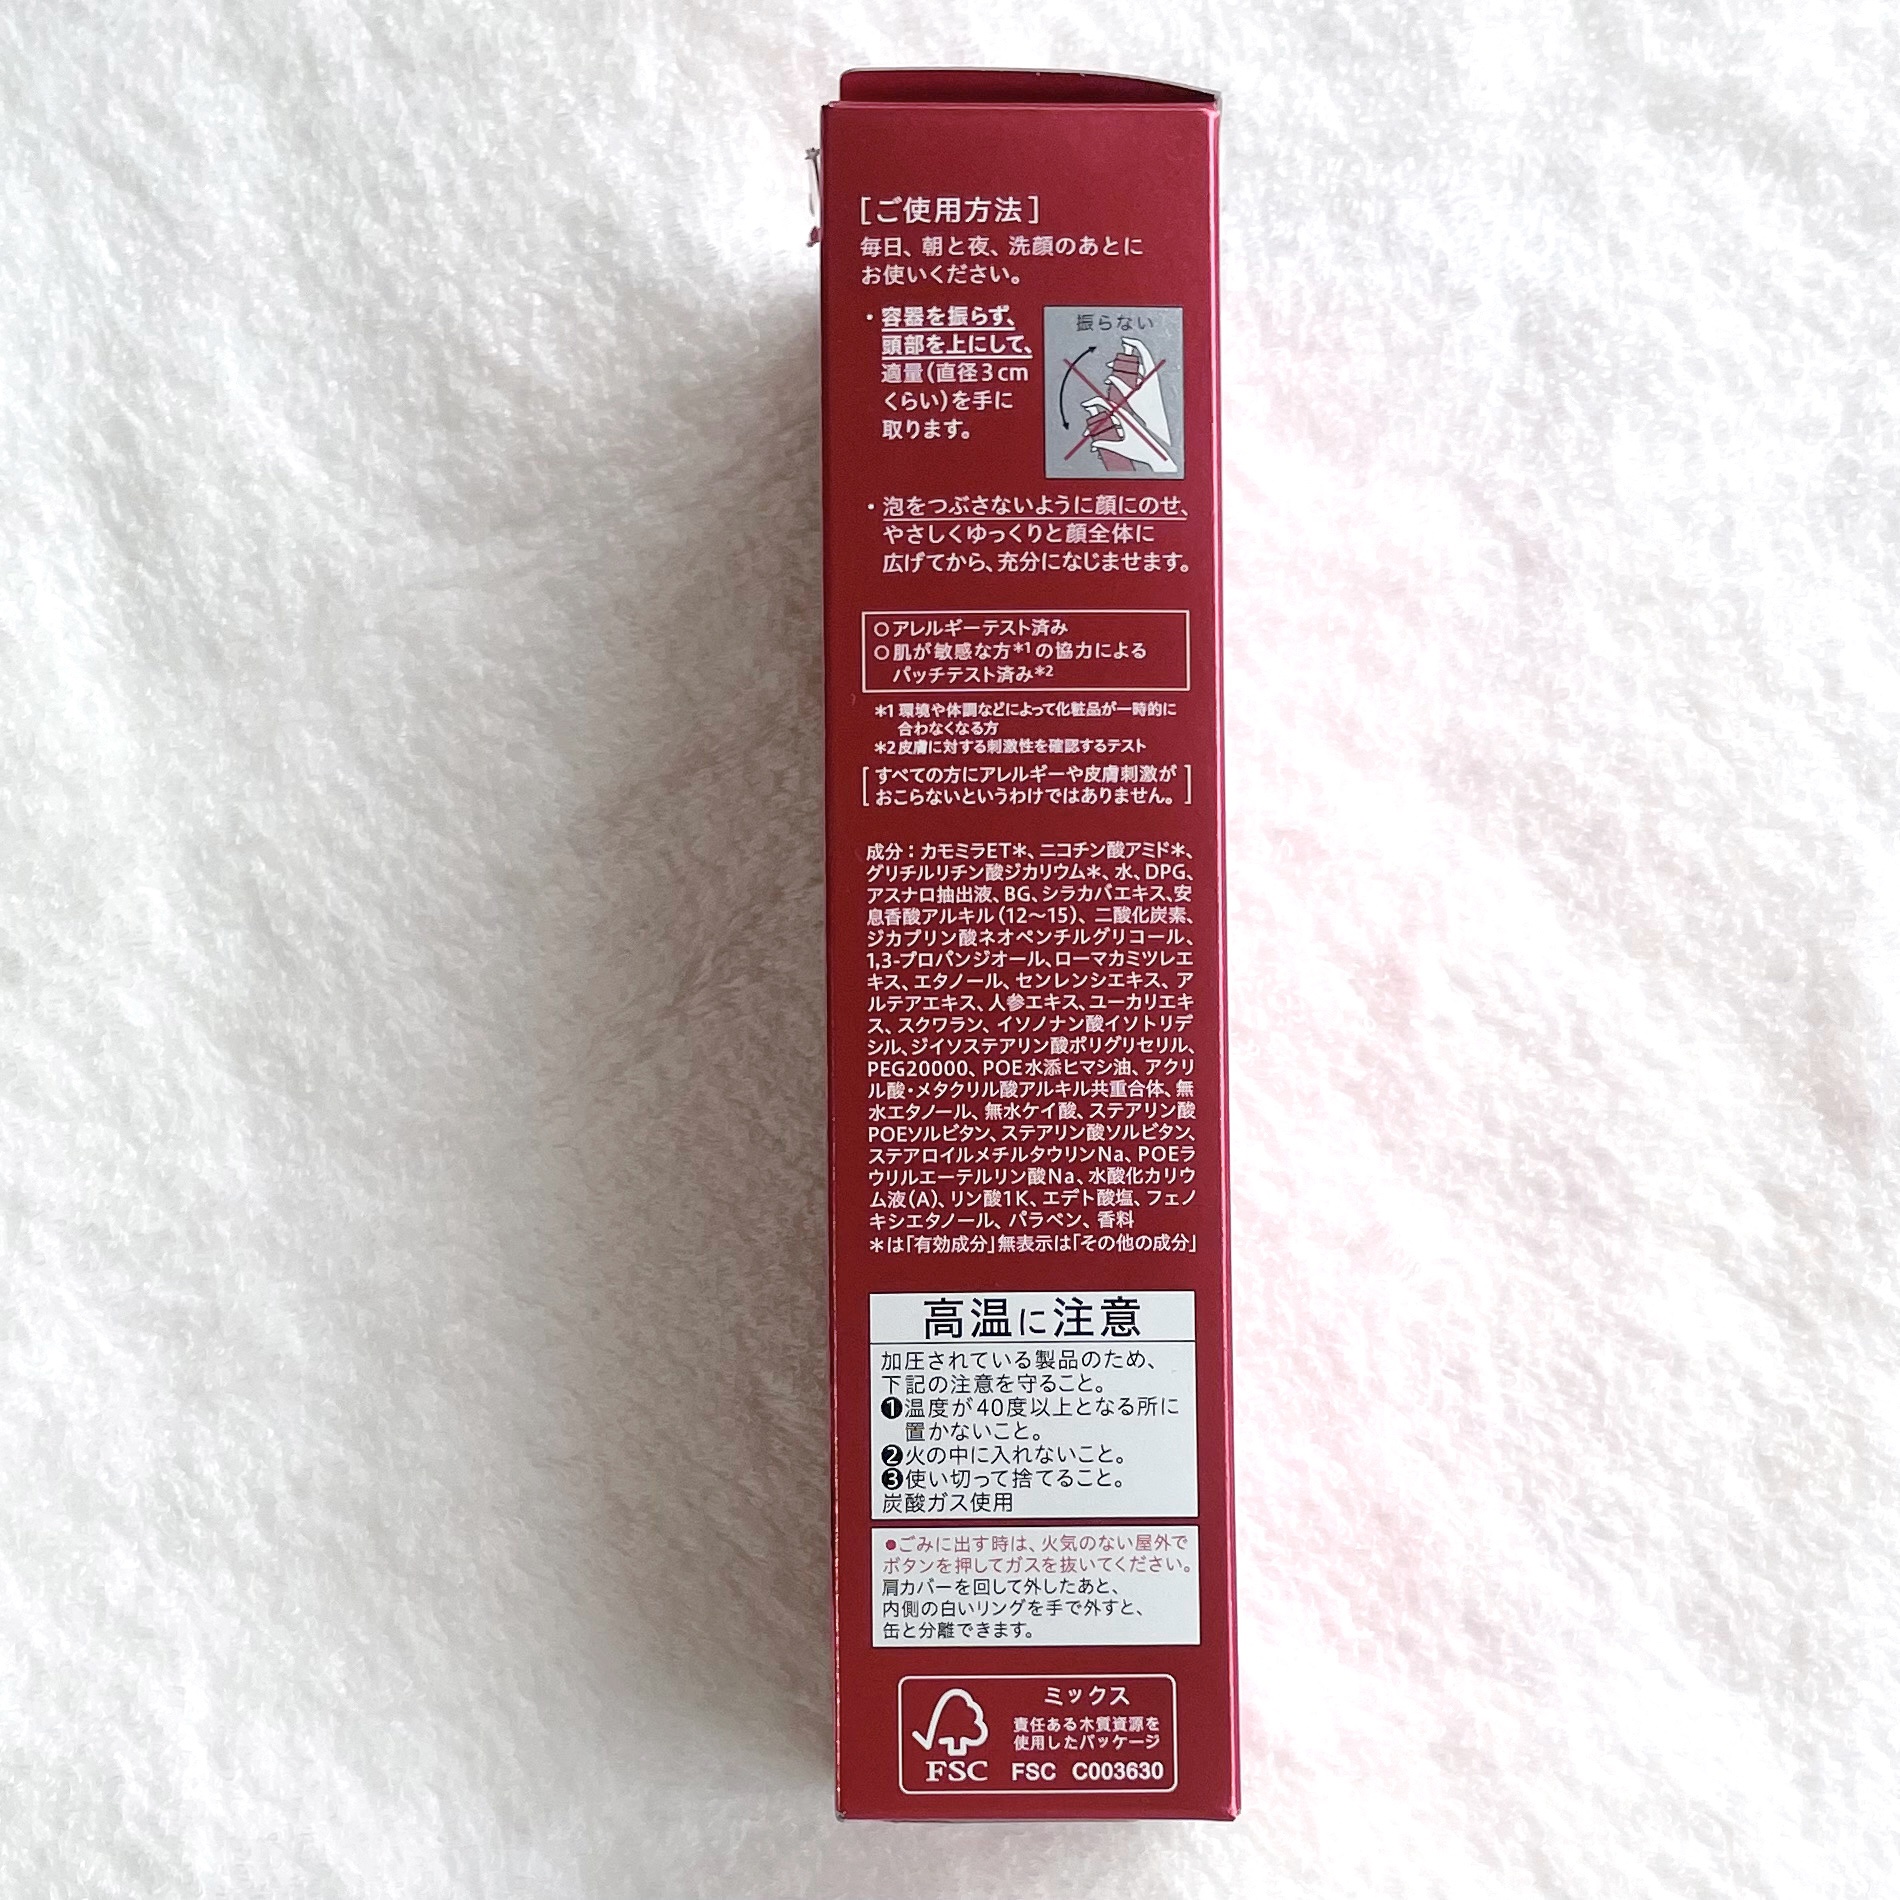 ［ご使用方法］
毎日、朝と夜、洗顔のあとに
お使いください。
・容器を振らず、
頭部を上にして、
適量（直径3cm
くらい）を手に
取ります。
振らない
・泡をつぶさないように顔にのせ、
やさしくゆっくりと顔全体に
広げてから、充分になじませます。
○アレルギーテスト済み
○肌が敏感な方*1の協力による
パッチテスト済み*2
*1 環境や体調などによって化粧品が一時的に
合わなくなる方
*2 皮膚に対する刺激性を確認するテスト
[すべての方にアレルギーや皮膚刺激が
おこらないというわけではありません。]
成分：カモミラET＊、ニコチン酸アミド＊、
グリチルリチン酸ジカリウム＊、水、DPG、
アスナロ抽出液、BG、シラカバエキス、安
息香酸アルキル（12〜15）、二酸化炭素、
ジカプリン酸ネオペンチルグリコール、
1,3-プロパンジオール、ローマカミツレエ
キス、エタノール、センレンシエキス、ア
ルテアエキス、人参エキス、ユーカリエキ
ス、スクワラン、イソノナン酸イソトリデ
シル、ジイソステアリン酸ポリグリセリル、
PEG20000、POE水添ヒマシ油、アクリ
ル酸・メタクリル酸アルキル共重合体、無
水エタノール、無水ケイ酸、ステアリン酸
POEソルビタン、ステアリン酸ソルビタン、
ステアロイルメチルタウリンNa、POEラ
ウリルエーテルリン酸Na、水酸化カリウ
ム液（A）、リン酸1K、エデト酸塩、フェノ
キシエタノール、パラベン、香料
＊は「有効成分」無表示は「その他の成分」
高温に注意
加圧されている製品のため、
下記の注意を守ること。
❶温度が40度以上となる所に
置かないこと。
❷火の中に入れないこと。
❸使い切って捨てること。
炭酸ガス使用
●ごみに出す時は、火気のない屋外で
ボタンを押してガスを抜いてください。
肩カバーを回して外したあと、
内側の白いリングを手で外すと、
缶と分離できます。
ミックス
責任ある木質資源を
使用したパッケージ
FSC
FSC C003630